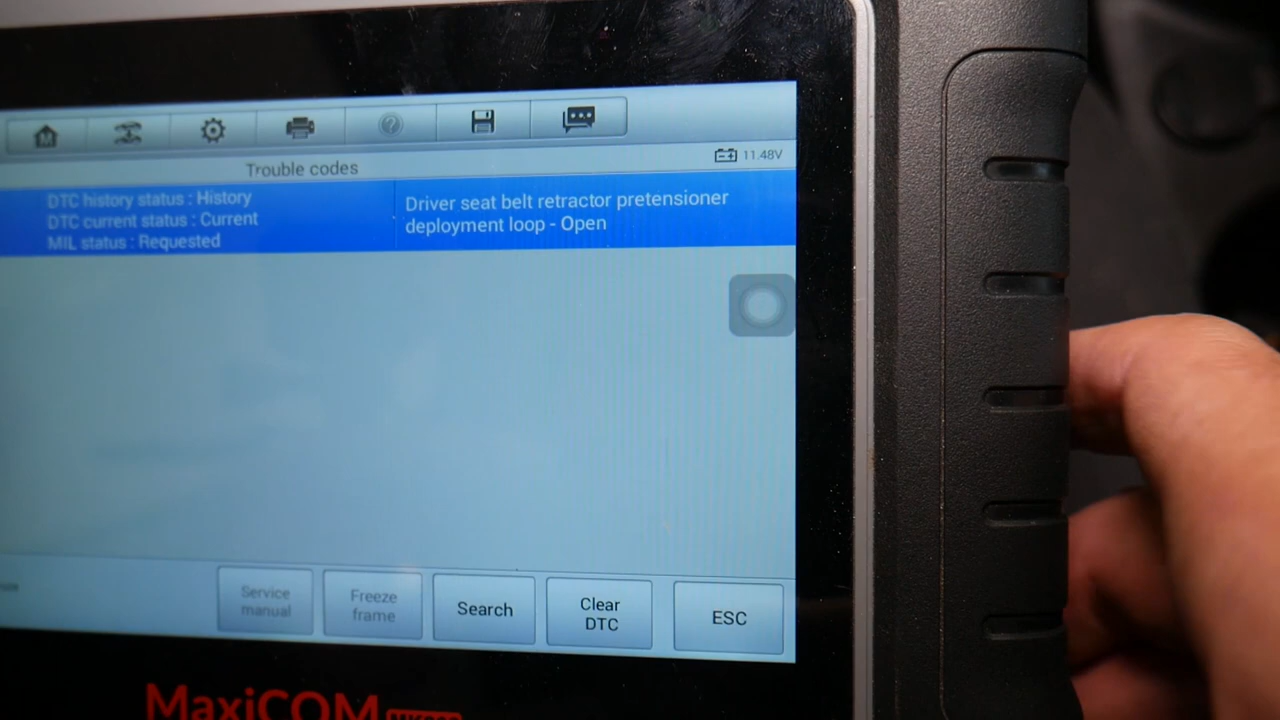 Trouble codes
11.48V
DTC history status : History
DTC current status : Current
MIL status : Requested
Driver seat belt retractor pretensioner
deployment loop - Open
Service
manual
Freeze
frame
Search
Clear
DTC
ESC
MaxiCOM